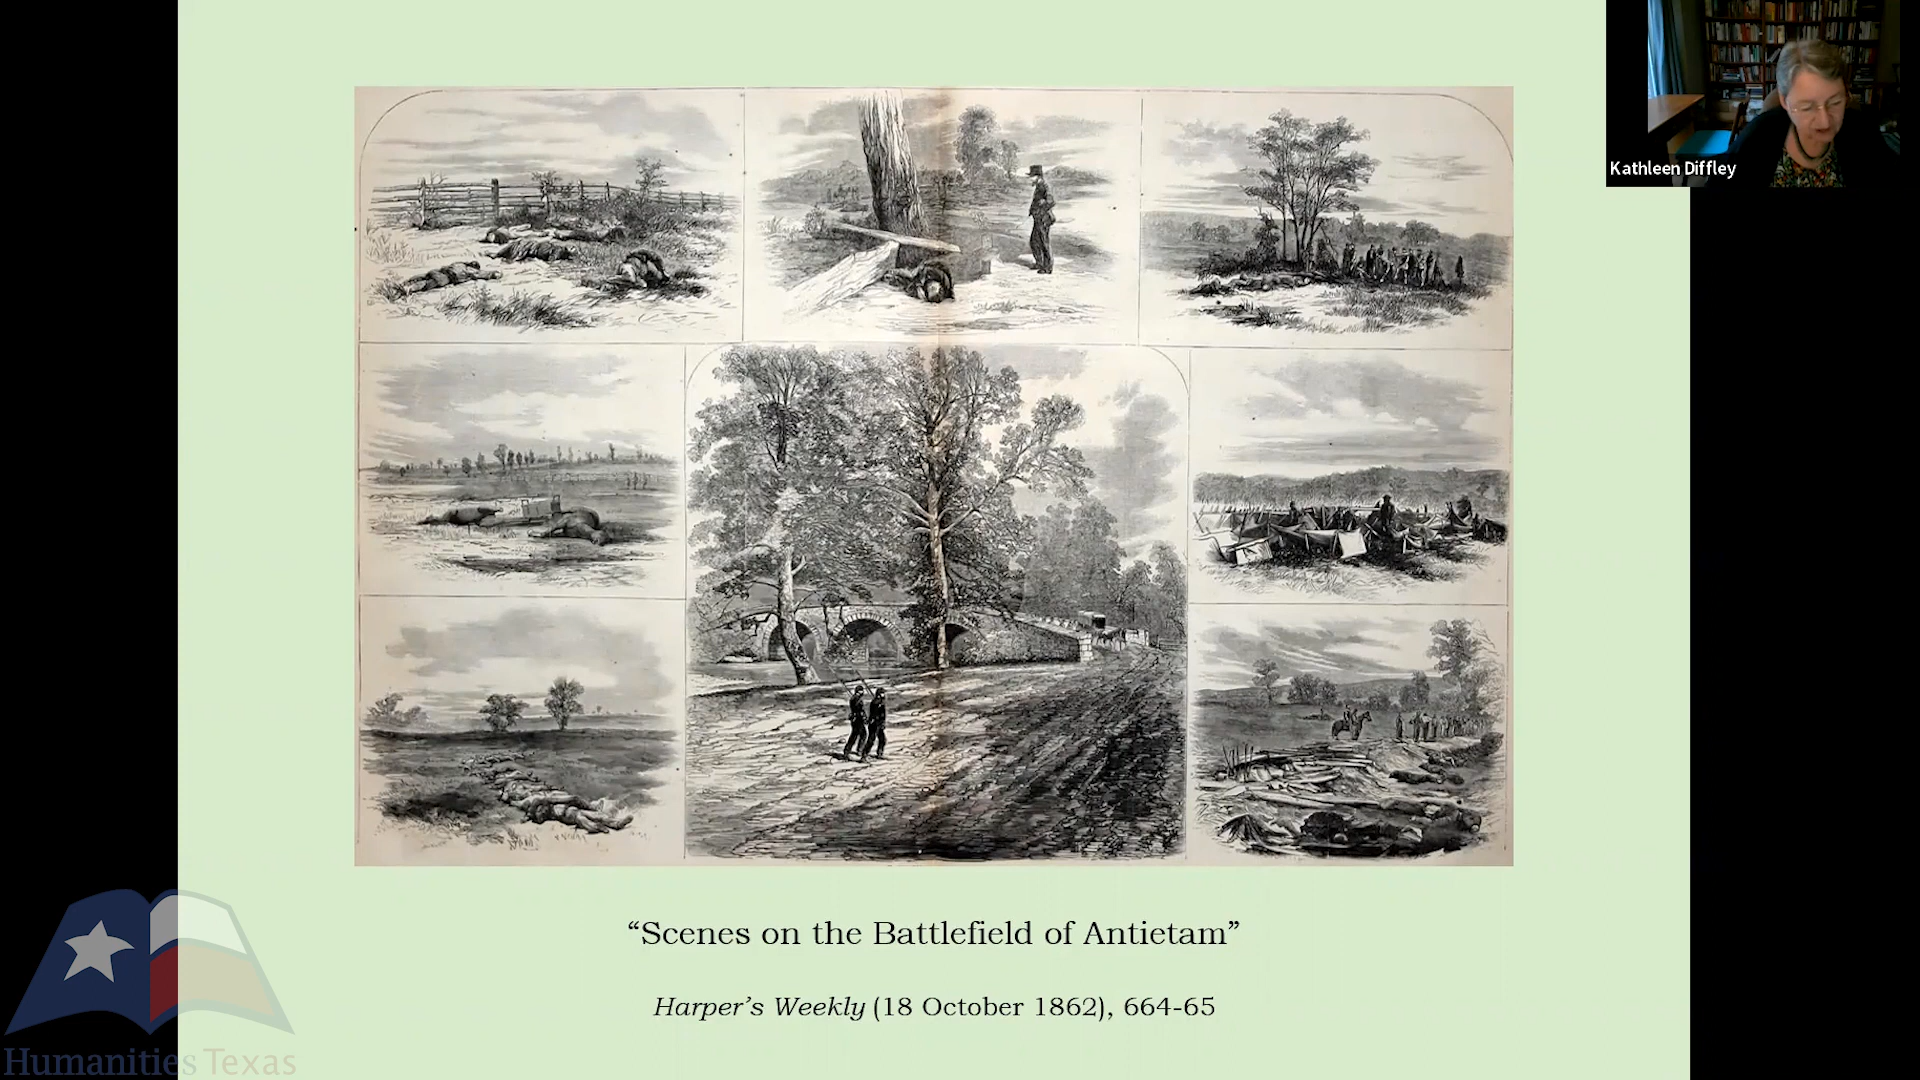 Kathleen Diffley
“Scenes on the Battlefield of Antietam”
Harper’s Weekly (18 October 1862), 664-65
Humanities Texas